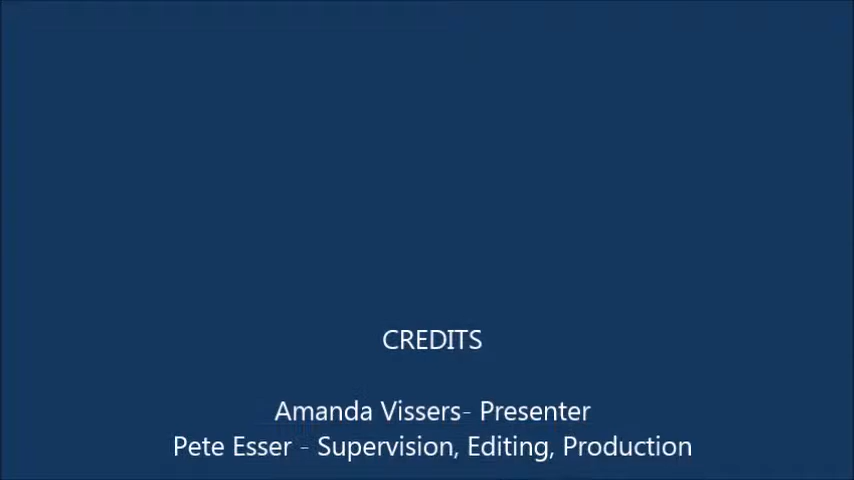 CREDITS
Amanda Vissers- Presenter
Pete Esser - Supervision, Editing, Production